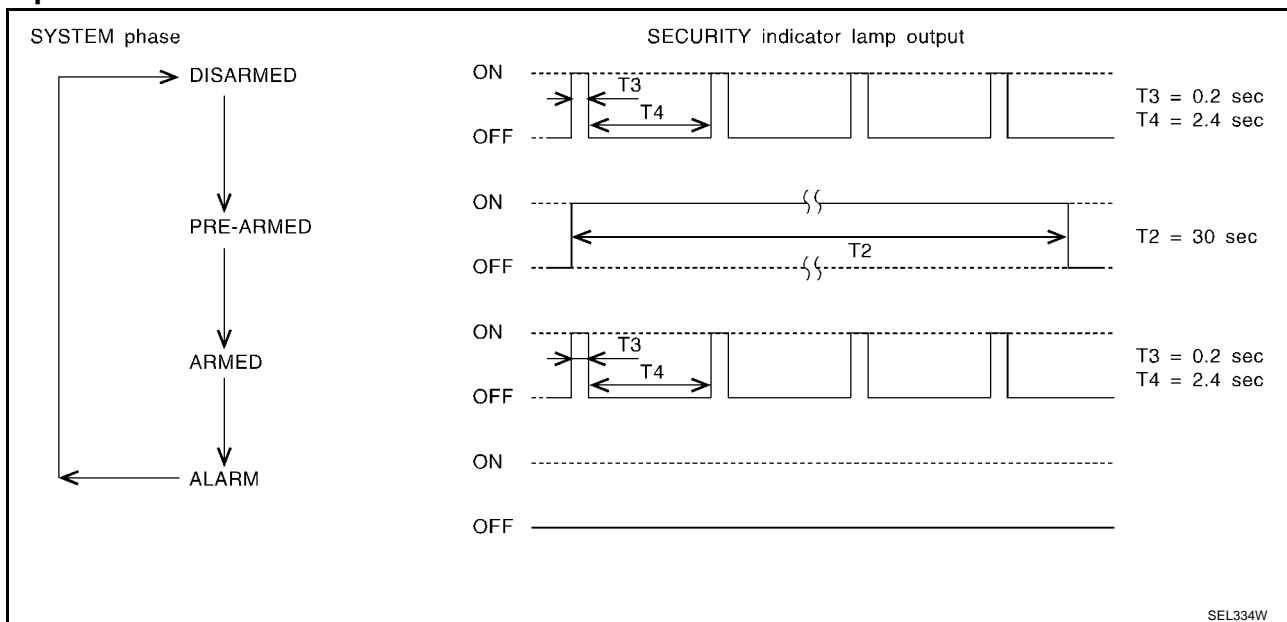 SYSTEM phase
SECURITY indicator lamp output
DISARMED
ON
T3
T4
OFF
T3 = 0.2 sec
T4 = 2.4 sec
PRE-ARMED
ON
T2
OFF
T2 = 30 sec
ARMED
ON
T3
T4
OFF
T3 = 0.2 sec
T4 = 2.4 sec
ALARM
ON
OFF
SEL334W